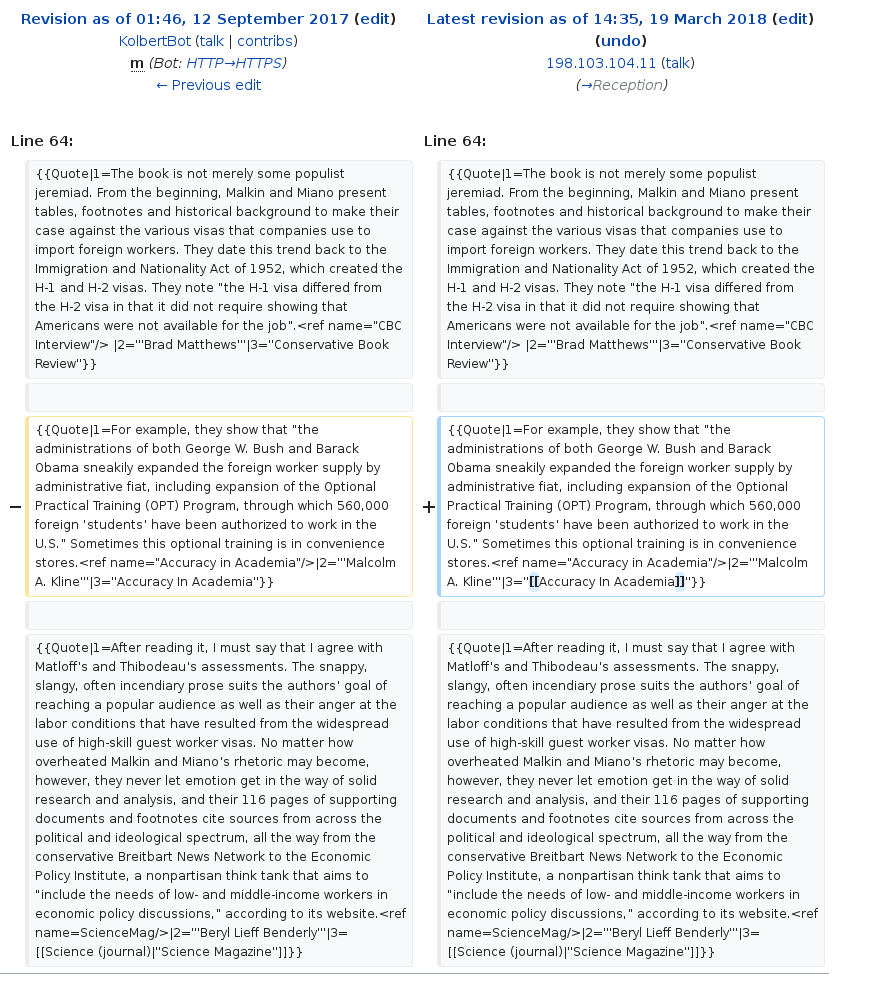 Revision as of 01:46, 12 September 2017 (edit)
KolbertBot (talk | contribs)
m (Bot: HTTP→HTTPS)
← Previous edit
Latest revision as of 14:35, 19 March 2018 (edit)
(undo)
198.103.104.11 (talk)
(→Reception)
Line 64:
{{Quote|1=The book is not merely some populist
jeremiad. From the beginning, Malkin and Miano present
tables, footnotes and historical background to make their
case against the various visas that companies use to
import foreign workers. They date this trend back to the
Immigration and Nationality Act of 1952, which created the
H-1 and H-2 visas. They note "the H-1 visa differed from
the H-2 visa in that it did not require showing that
Americans were not available for the job".<ref name="CBC
Interview"/> |2='''Brad Matthews'''|3=''Conservative Book
Review''}}
−
{{Quote|1=For example, they show that "the
administrations of both George W. Bush and Barack
Obama sneakily expanded the foreign worker supply by
administrative fiat, including expansion of the Optional
Practical Training (OPT) Program, through which 560,000
foreign 'students' have been authorized to work in the
U.S." Sometimes this optional training is in convenience
stores.<ref name="Accuracy in Academia"/>|2='''Malcolm
A. Kline'''|3=''Accuracy In Academia''}}
{{Quote|1=After reading it, I must say that I agree with
Matloff's and Thibodeau's assessments. The snappy,
slangy, often incendiary prose suits the authors' goal of
reaching a popular audience as well as their anger at the
labor conditions that have resulted from the widespread
use of high-skill guest worker visas. No matter how
overheated Malkin and Miano's rhetoric may become,
however, they never let emotion get in the way of solid
research and analysis, and their 116 pages of supporting
documents and footnotes cite sources from across the
political and ideological spectrum, all the way from the
conservative Breitbart News Network to the Economic
Policy Institute, a nonpartisan think tank that aims to
"include the needs of low- and middle-income workers in
economic policy discussions," according to its website.<ref
name=ScienceMag/>|2='''Beryl Lieff Benderly'''|3=
[[Science (journal)|''Science Magazine'']]}}
Line 64:
{{Quote|1=The book is not merely some populist
jeremiad. From the beginning, Malkin and Miano present
tables, footnotes and historical background to make their
case against the various visas that companies use to
import foreign workers. They date this trend back to the
Immigration and Nationality Act of 1952, which created the
H-1 and H-2 visas. They note "the H-1 visa differed from
the H-2 visa in that it did not require showing that
Americans were not available for the job".<ref name="CBC
Interview"/> |2='''Brad Matthews'''|3=''Conservative Book
Review''}}
+
{{Quote|1=For example, they show that "the
administrations of both George W. Bush and Barack
Obama sneakily expanded the foreign worker supply by
administrative fiat, including expansion of the Optional
Practical Training (OPT) Program, through which 560,000
foreign 'students' have been authorized to work in the
U.S." Sometimes this optional training is in convenience
stores.<ref name="Accuracy in Academia"/>|2='''Malcolm
A. Kline'''|3=''[[Accuracy In Academia]]''}}
{{Quote|1=After reading it, I must say that I agree with
Matloff's and Thibodeau's assessments. The snappy,
slangy, often incendiary prose suits the authors' goal of
reaching a popular audience as well as their anger at the
labor conditions that have resulted from the widespread
use of high-skill guest worker visas. No matter how
overheated Malkin and Miano's rhetoric may become,
however, they never let emotion get in the way of solid
research and analysis, and their 116 pages of supporting
documents and footnotes cite sources from across the
political and ideological spectrum, all the way from the
conservative Breitbart News Network to the Economic
Policy Institute, a nonpartisan think tank that aims to
"include the needs of low- and middle-income workers in
economic policy discussions," according to its website.<ref
name=ScienceMag/>|2='''Beryl Lieff Benderly'''|3=
[[Science (journal)|''Science Magazine'']]}}